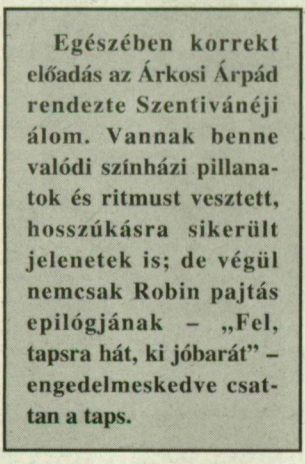 Egészében korrekt
előadás az Árkosi Árpád
rendezte Szentivánéji
álom. Vannak benne
valódi színházi pillana-
tok és ritmust vesztett,
hosszúkásra sikerült
jelenetek is; de végül
nemcsak Robin pajtás
epilógjának – „Fel,
tapsra hát, ki jóbarát” –
engedelmeskedve csat-
tan a taps.